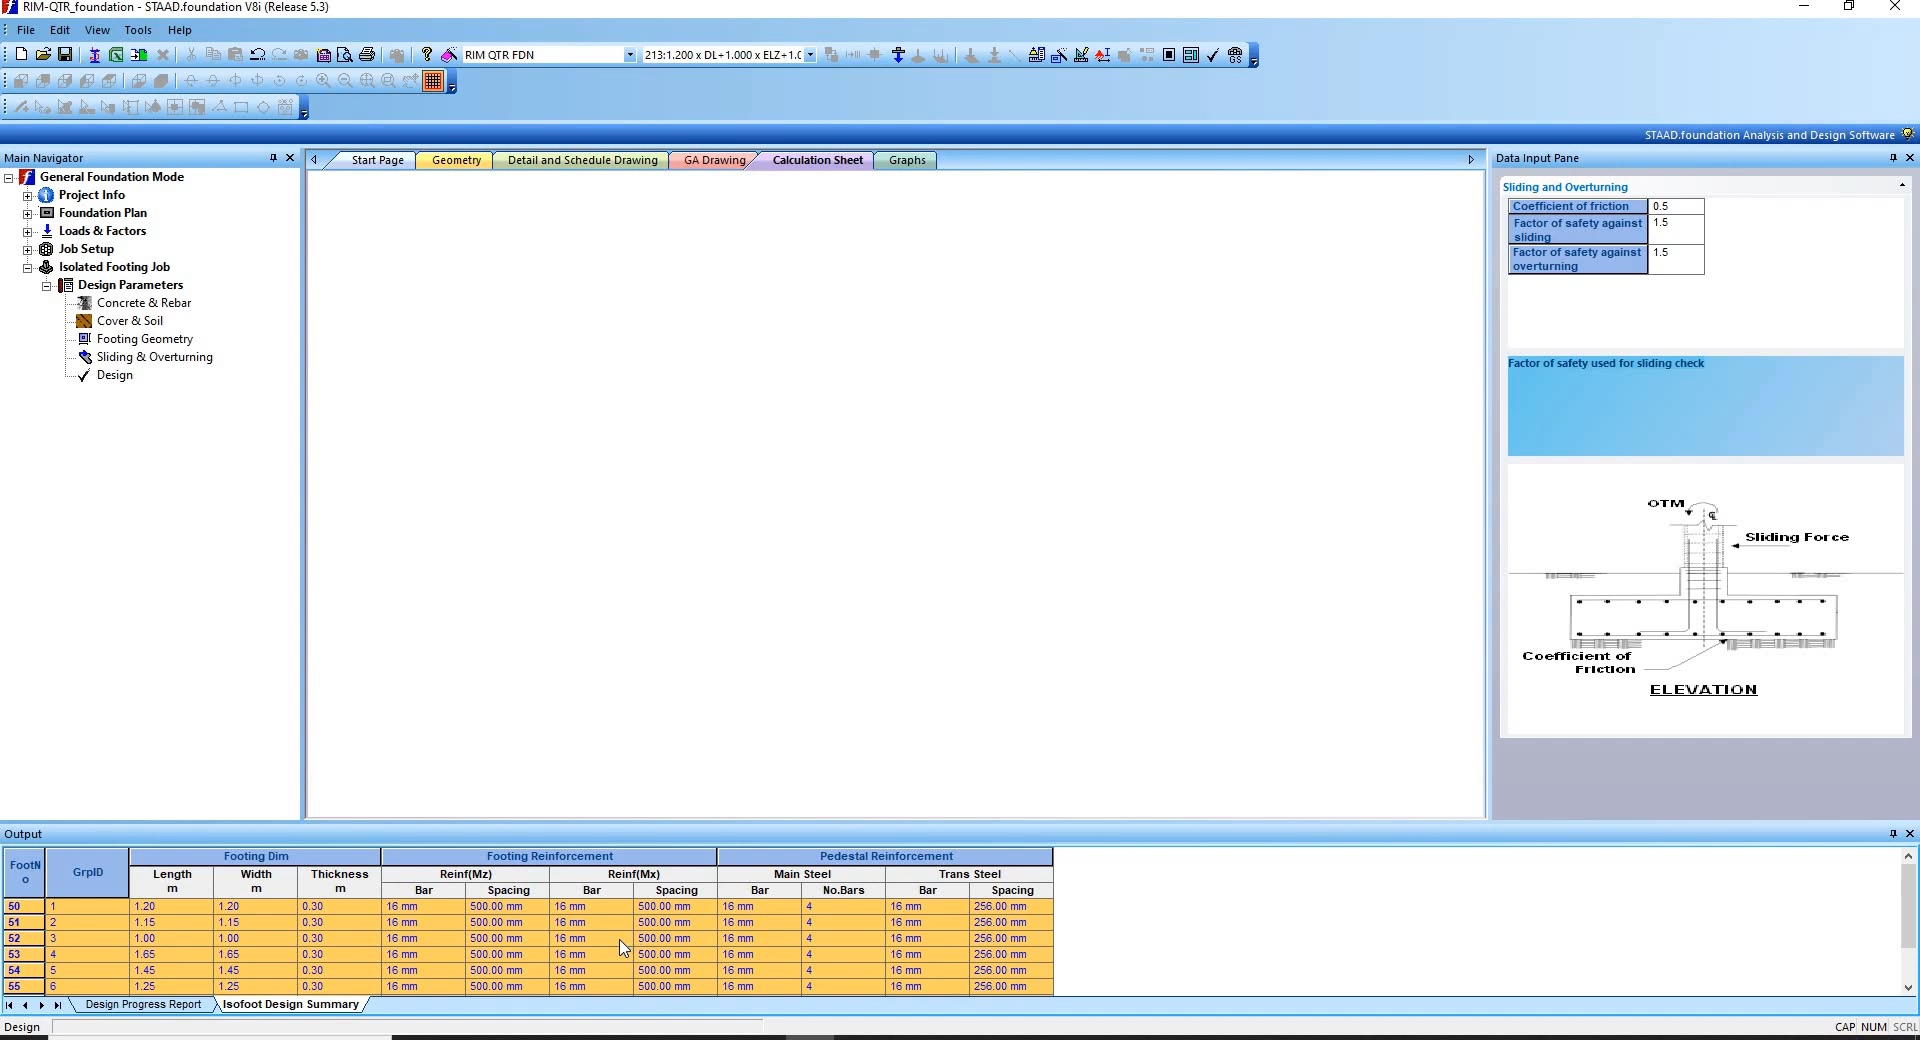 RIM-QTR_foundation - STAAD.foundation V8i (Release 5.3)
File Edit View Tools Help
RIM QTR FDN 213:1.200 x DL+1.000 x ELZ+1.0
STAAD.foundation Analysis and Design Software
Main Navigator
General Foundation Mode
Project Info
Foundation Plan
Loads & Factors
Job Setup
Isolated Footing Job
Design Parameters
Concrete & Rebar
Cover & Soil
Footing Geometry
Sliding & Overturning
Design
Start Page Geometry Detail and Schedule Drawing GA Drawing Calculation Sheet Graphs
Data Input Pane
Sliding and Overturning
Coefficient of friction 0.5
Factor of safety against sliding 1.5
Factor of safety against overturning 1.5
Factor of safety used for sliding check
OTM
Sliding Force
Coefficient of
Friction
ELEVATION
Output
FootNo GrpID Footing Dim Footing Reinforcement Pedestal Reinforcement
Length m Width m Thickness m Reinf(Mz) Reinf(Mx) Main Steel Trans Steel
Bar Spacing Bar Spacing Bar No.Bars Bar Spacing
50 1 1.20 1.20 0.30 16 mm 500.00 mm 16 mm 500.00 mm 16 mm 4 16 mm 256.00 mm
51 2 1.15 1.15 0.30 16 mm 500.00 mm 16 mm 500.00 mm 16 mm 4 16 mm 256.00 mm
52 3 1.00 1.00 0.30 16 mm 500.00 mm 16 mm 500.00 mm 16 mm 4 16 mm 256.00 mm
53 4 1.65 1.65 0.30 16 mm 500.00 mm 16 mm 500.00 mm 16 mm 4 16 mm 256.00 mm
54 5 1.45 1.45 0.30 16 mm 500.00 mm 16 mm 500.00 mm 16 mm 4 16 mm 256.00 mm
55 6 1.25 1.25 0.30 16 mm 500.00 mm 16 mm 500.00 mm 16 mm 4 16 mm 256.00 mm
Design Progress Report Isofoot Design Summary
Design CAP NUM SCRL